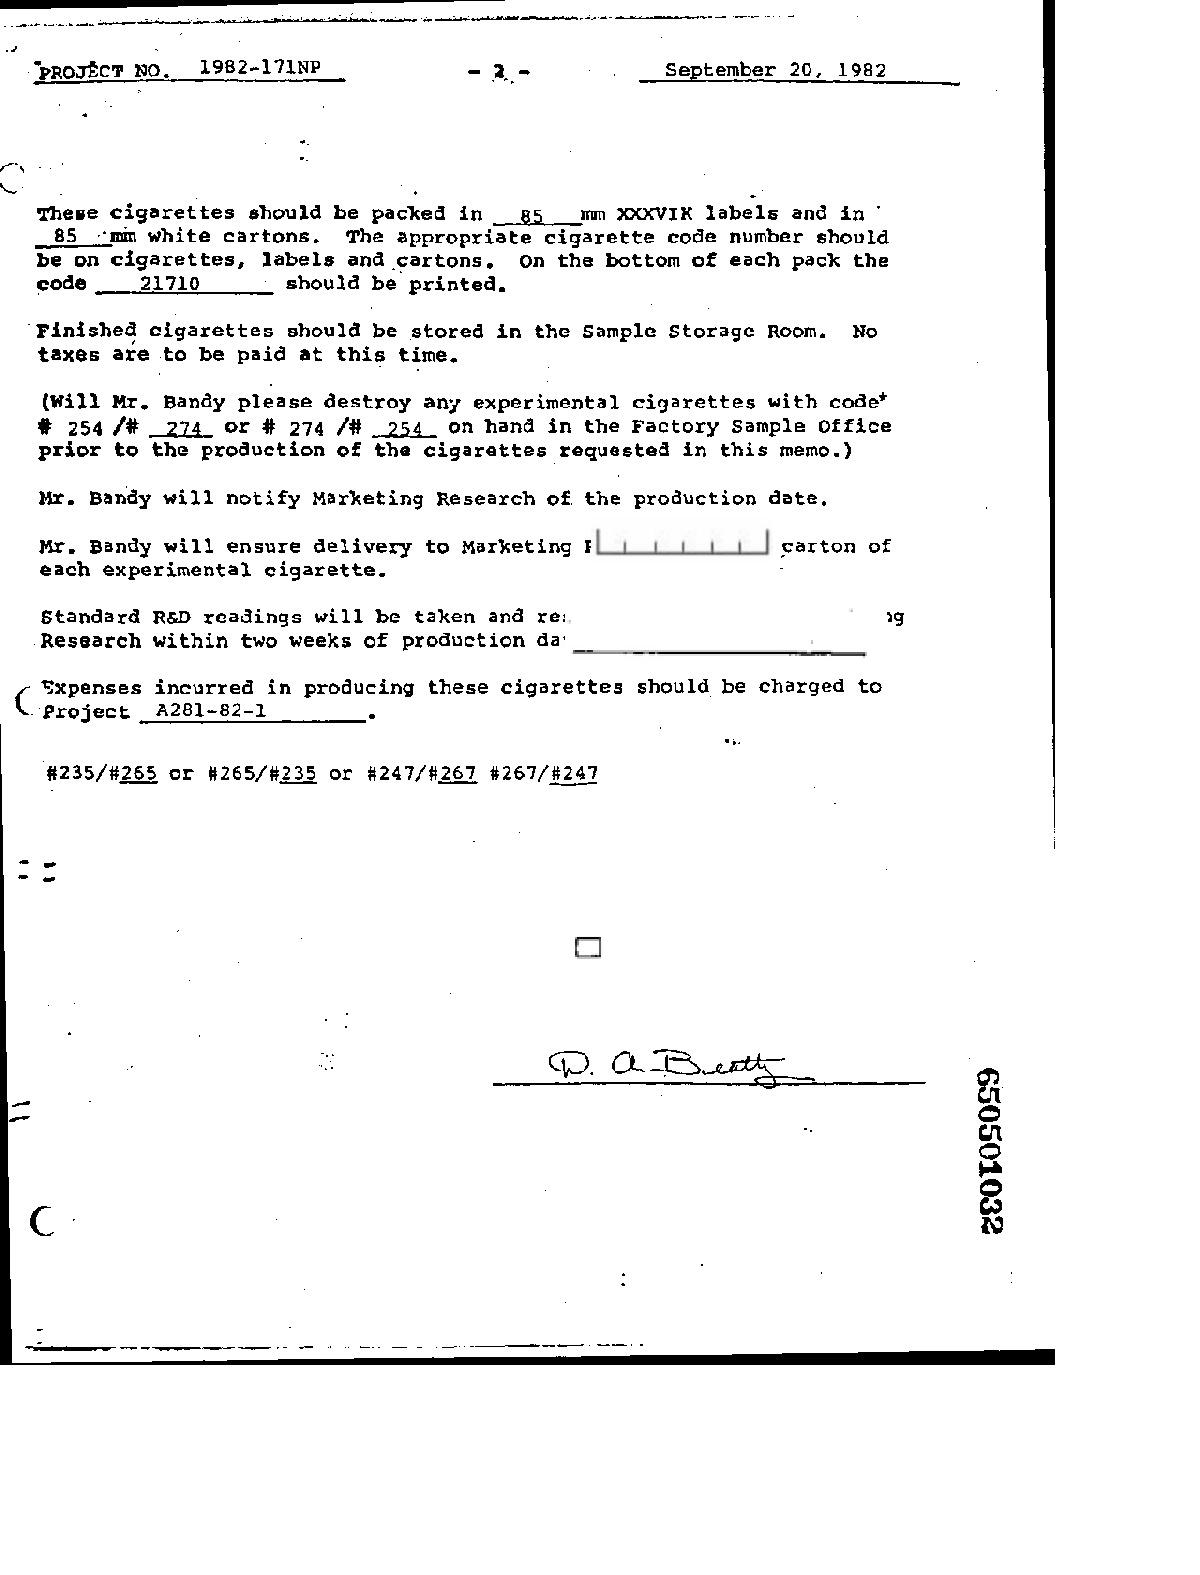 PROJECT NO. 1982-171NP - 2 - September 20, 1982
These cigarettes should be packed in 85 mm XXXVIK labels and in
85 mm white cartons. The appropriate cigarette code number should
be on cigarettes, labels and cartons. On the bottom of each pack the
code 21710 should be printed.
Finished cigarettes should be stored in the Sample Storage Room. No
taxes are to be paid at this time.
(Will Mr. Bandy please destroy any experimental cigarettes with code*
# 254 /# 274 or # 274 /# 254 on hand in the Factory Sample Office
prior to the production of the cigarettes requested in this memo.)
Mr. Bandy will notify Marketing Research of the production date.
Mr. Bandy will ensure delivery to Marketing carton of
each experimental cigarette.
Standard R&D readings will be taken and
Research within two weeks of production
Expenses incurred in producing these cigarettes should be charged to
Project A281-82-1.
#235/#265 or #265/#235 or #247/#267 #267/#247
D. A. Beatty
650501032